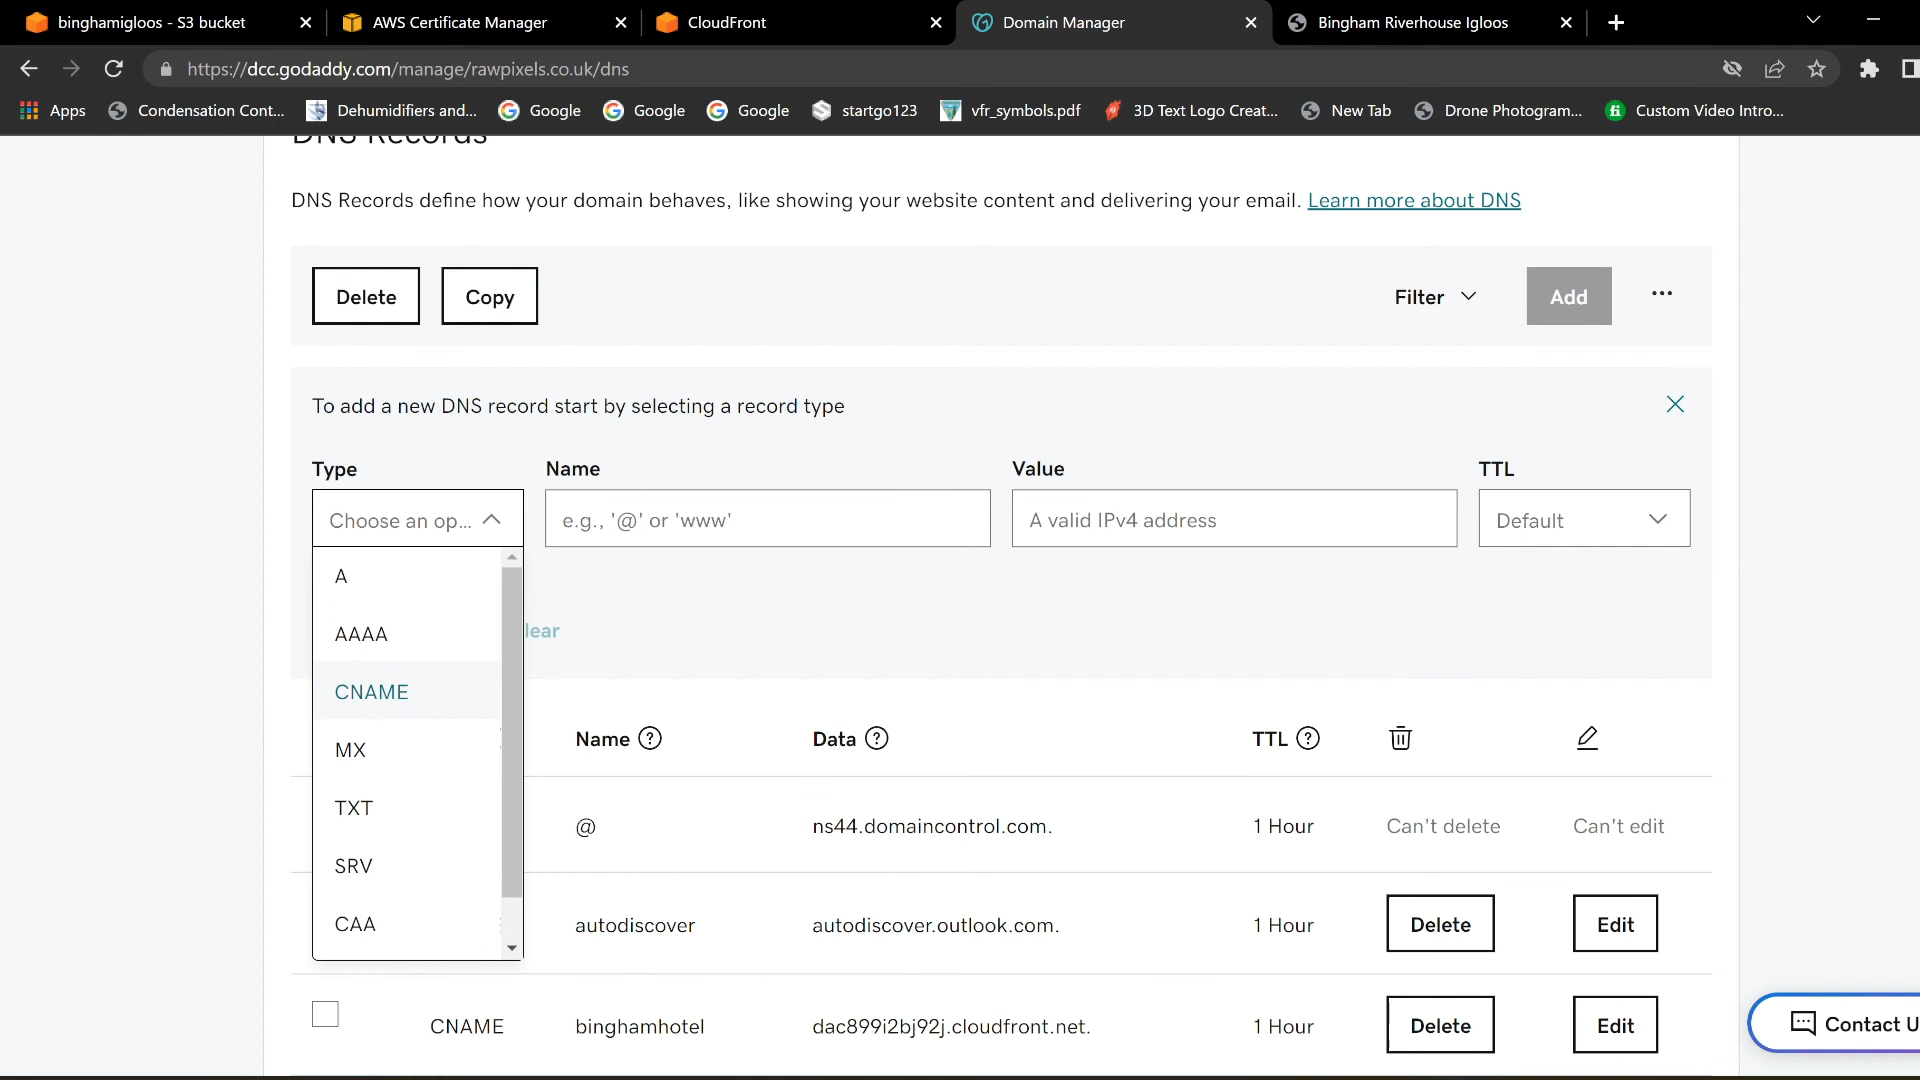 binghamigloos - S3 bucket
AWS Certificate Manager
CloudFront
Domain Manager
Bingham Riverhouse Igloos
https://dcc.godaddy.com/manage/rawpixels.co.uk/dns
Apps
Condensation Cont...
Dehumidifiers and...
Google
Google
Google
startgo123
vfr_symbols.pdf
3D Text Logo Creat...
New Tab
Drone Photogram...
Custom Video Intro...
DNS Records
DNS Records define how your domain behaves, like showing your website content and delivering your email. Learn more about DNS
Delete
Copy
Filter
Add
To add a new DNS record start by selecting a record type
Type
Name
Value
TTL
Choose an op...
e.g., '@' or 'www'
A valid IPv4 address
Default
A
AAAA
lear
CNAME
MX
TXT
SRV
CAA
Name
Data
TTL
@
ns44.domaincontrol.com.
1 Hour
Can't delete
Can't edit
autodiscover
autodiscover.outlook.com.
1 Hour
Delete
Edit
CNAME
binghamhotel
dac899i2bj92j.cloudfront.net.
1 Hour
Delete
Edit
Contact U